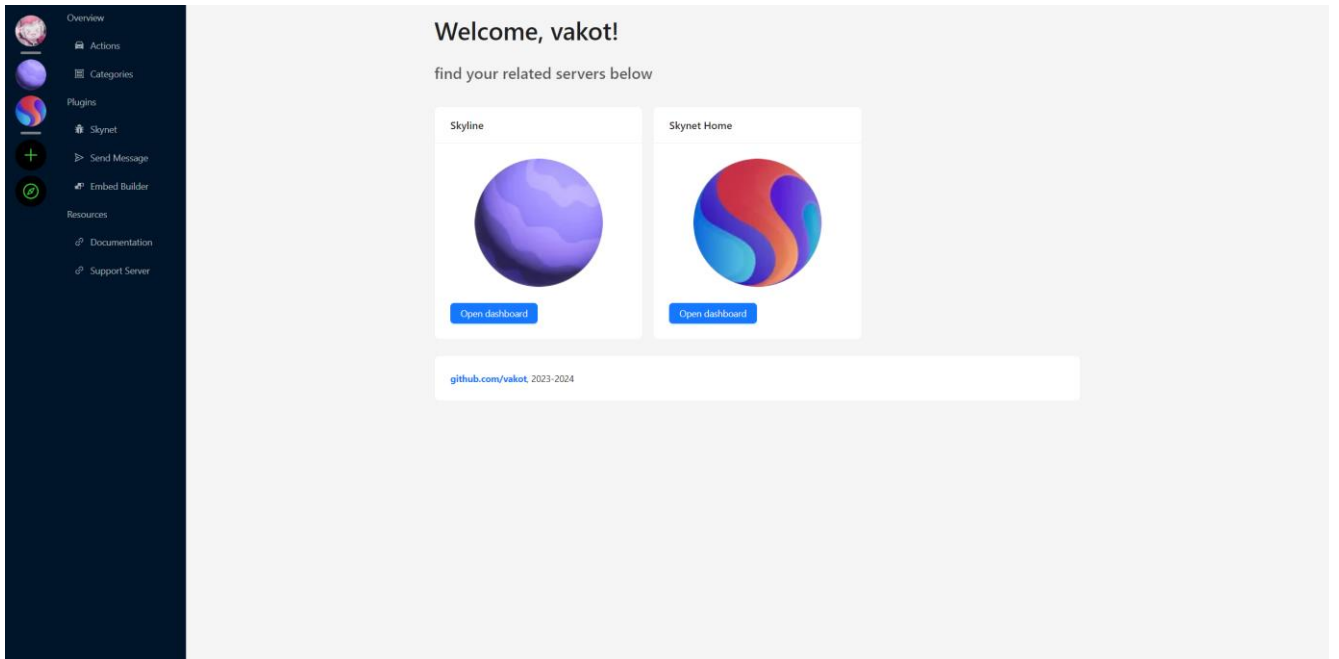 Overview
Actions
Categories
Plugins
Skynet
Send Message
Embed Builder
Resources
Documentation
Support Server
Welcome, vakot!
find your related servers below
Skyline
Open dashboard
Skynet Home
Open dashboard
github.com/vakot, 2023-2024